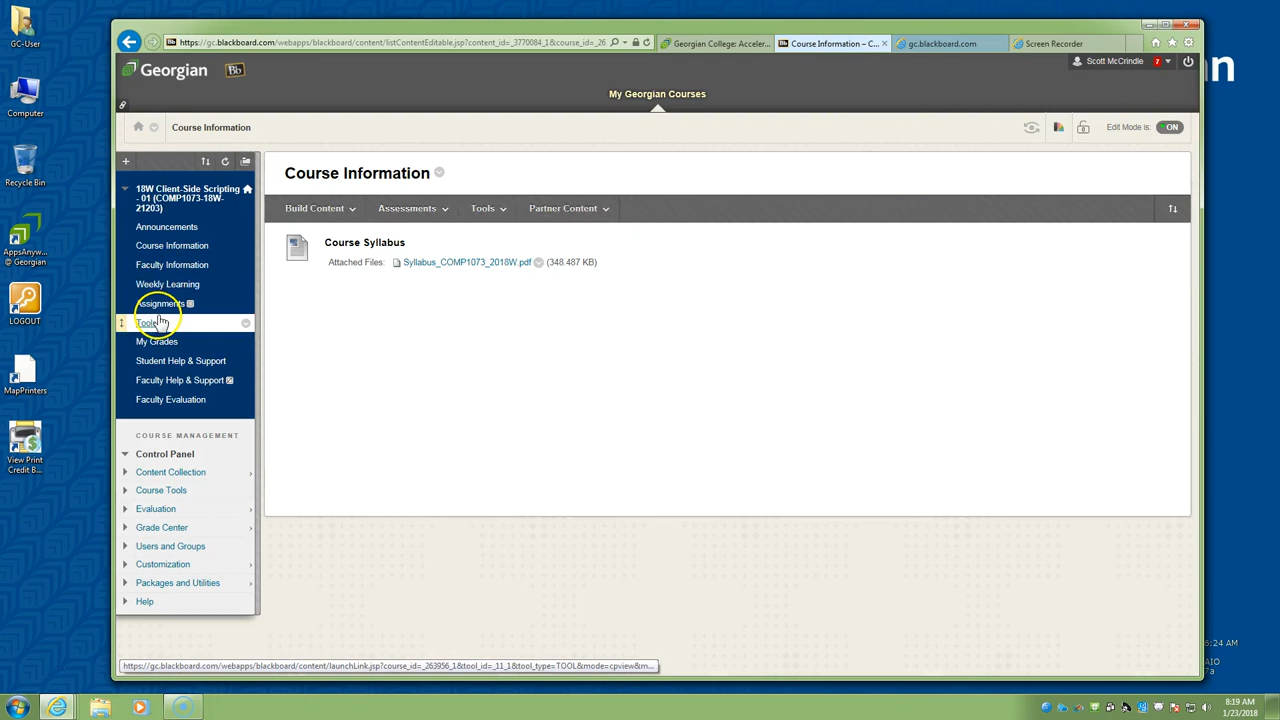 GC-User
Computer
Recycle Bin
AppsAnyw...
@ Georgian
LOGOUT
MapPrinters
View Print
Credit B...
https://gc.blackboard.com/webapps/blackboard/content/listContentEditable.jsp?content_id=_3770084_1&course_id=_26
Georgian College: Acceler...
Course Information – C...
gc.blackboard.com
Screen Recorder
Georgian
Bb
Scott McCrindle
7
My Georgian Courses
Course Information
Edit Mode is:
ON
18W Client-Side Scripting
- 01 (COMP1073-18W-
21203)
Announcements
Course Information
Faculty Information
Weekly Learning
Assignments
Tools
My Grades
Student Help & Support
Faculty Help & Support
Faculty Evaluation
COURSE MANAGEMENT
Control Panel
Content Collection
Course Tools
Evaluation
Grade Center
Users and Groups
Customization
Packages and Utilities
Help
Course Information
Build Content
Assessments
Tools
Partner Content
Course Syllabus
Attached Files:
Syllabus_COMP1073_2018W.pdf
(348.487 KB)
https://gc.blackboard.com/webapps/blackboard/content/launchLink.jsp?course_id=_263956_1&tool_id=_11_1&tool_type=TOOL&mode=cpview&m...
6:24 AM
AIO
7a
8:19 AM
1/23/2018